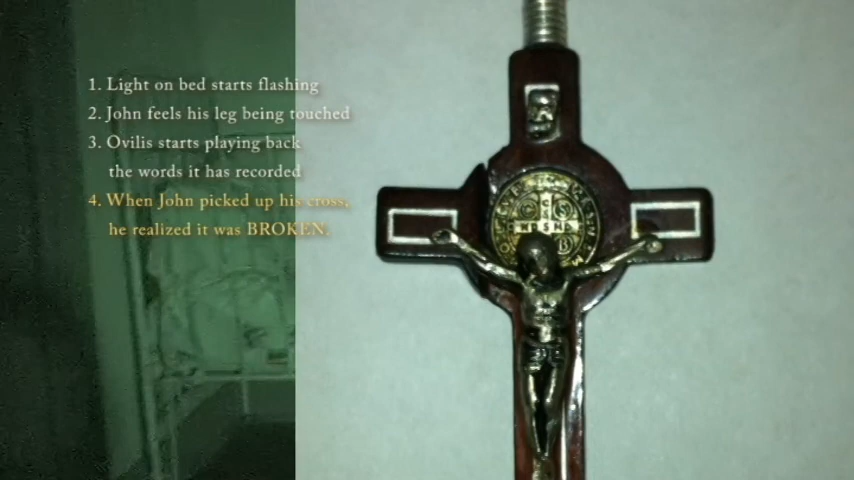 1. Light on bed starts flashing
2. John feels his leg being touched
3. Ovilis starts playing back
the words it has recorded
4. When John picked up his cross,
he realized it was BROKEN.